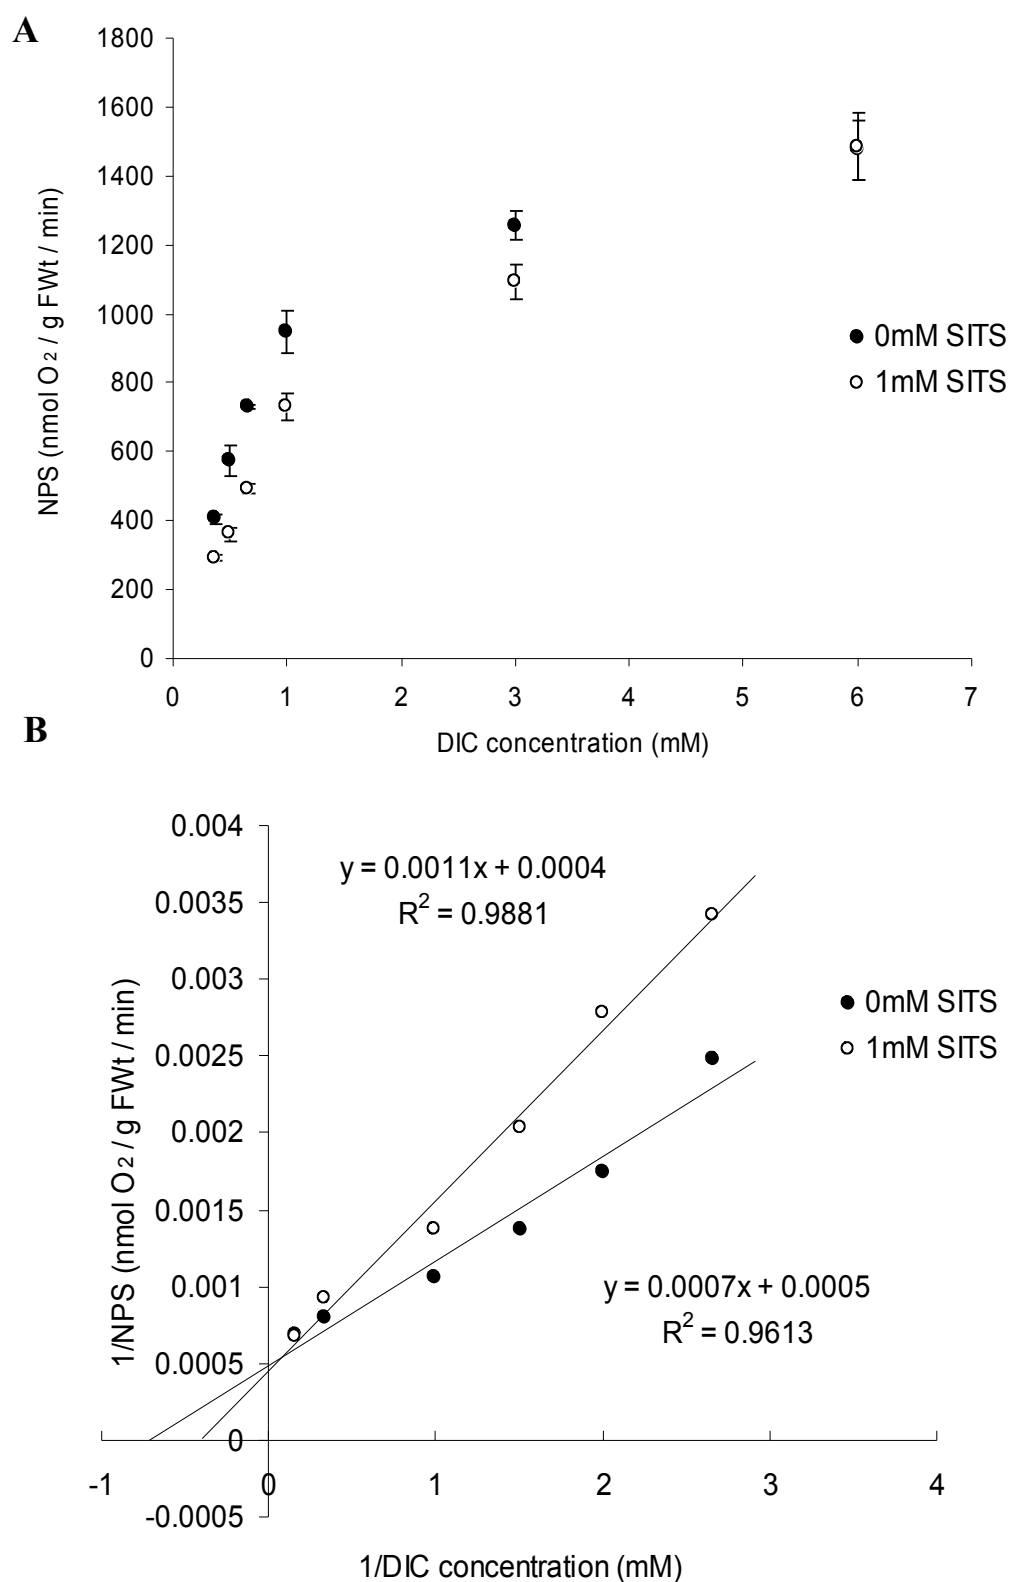 A
1800
1600
1400
1200
1000
800
600
400
200
0
NPS (nmol O2 / g FWt / min)
0mM SITS
1mM SITS
0 1 2 3 4 5 6 7
DIC concentration (mM)
B
0.004
0.0035
0.003
0.0025
0.002
0.0015
0.001
0.0005
0
-0.0005
1/NPS (nmol O2 / g FWt / min)
y = 0.0011x + 0.0004
R2 = 0.9881
0mM SITS
1mM SITS
y = 0.0007x + 0.0005
R2 = 0.9613
-1 0 1 2 3 4
1/DIC concentration (mM)